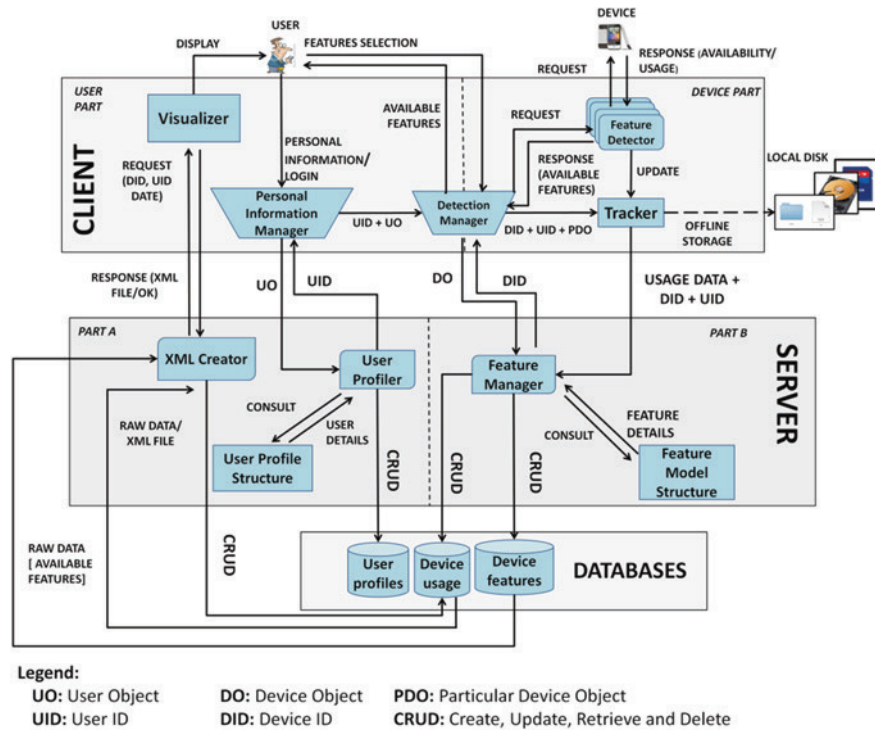 USER
DEVICE
DISPLAY
FEATURES SELECTION
RESPONSE (AVAILABILITY/
USAGE)
REQUEST
USER
PART
DEVICE PART
CLIENT
Visualizer
AVAILABLE
FEATURES
REQUEST
Feature
Detector
REQUEST
(DID, UID
DATE)
PERSONAL
INFORMATION/
LOGIN
RESPONSE
(AVAILABLE
FEATURES)
UPDATE
LOCAL DISK
Personal
Information
Manager
UID + UO
Detection
Manager
DID + UID + PDO
Tracker
OFFLINE
STORAGE
RESPONSE (XML
FILE/OK)
UO
UID
DO
DID
USAGE DATA +
DID + UID
PART A
PART B
SERVER
XML Creator
User
Profiler
Feature
Manager
RAW DATA/
XML FILE
CONSULT
USER
DETAILS
CONSULT
FEATURE
DETAILS
User Profile
Structure
Feature
Model
Structure
CRUD
CRUD
CRUD
RAW DATA
[ AVAILABLE
FEATURES]
CRUD
User
profiles
Device
usage
Device
features
DATABASES
Legend:
UO: User Object DO: Device Object PDO: Particular Device Object
UID: User ID DID: Device ID CRUD: Create, Update, Retrieve and Delete